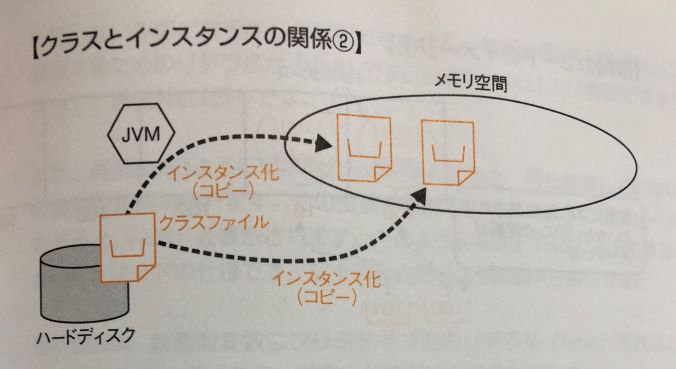 【クラスとインスタンスの関係②】
メモリ空間
JVM
インスタンス化
(コピー)
クラスファイル
インスタンス化
(コピー)
ハードディスク